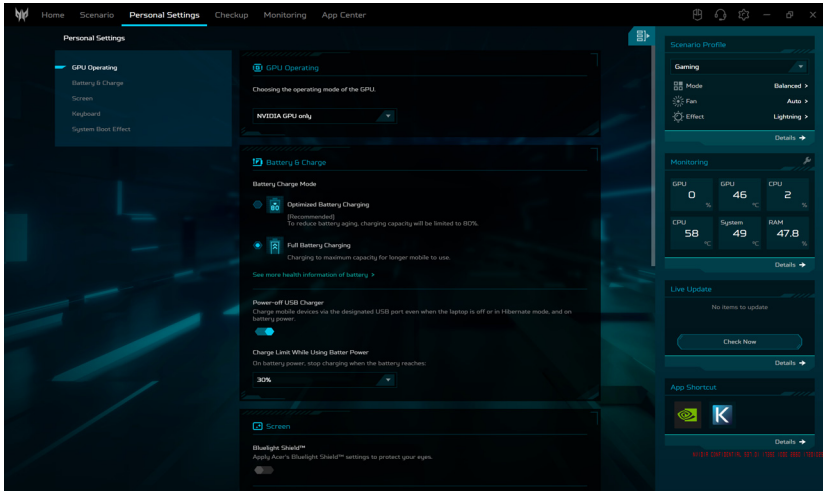 Home Scenario Personal Settings Checkup Monitoring App Center
Personal Settings
GPU Operating
Battery & Charge
Screen
Keyboard
System Boot Effect
GPU Operating
Choosing the operating mode of the GPU.
NVIDIA GPU only
Battery & Charge
Battery Charge Mode
80
Optimized Battery Charging
[Recommended]
To reduce battery aging, charging capacity will be limited to 80%.
Full Battery Charging
Charging to maximum capacity for longer mobile to use.
See more health information of battery >
Power-off USB Charger
Charge mobile devices via the designated USB port even when the laptop is off or in Hibernate mode, and on
battery power.
Charge Limit While Using Batter Power
On battery power, stop charging when the battery reaches:
30%
Screen
Bluelight Shield™
Apply Acer's Bluelight Shield™ settings to protect your eyes.
Scenario Profile
Gaming
Mode Balanced >
Fan Auto >
Effect Lightning >
Details →
Monitoring
GPU GPU CPU
0 % 46 °C 2 %
CPU System RAM
58 °C 49 °C 47.8 %
Details →
Live Update
No items to update
Check Now
Details →
App Shortcut
K
Details →